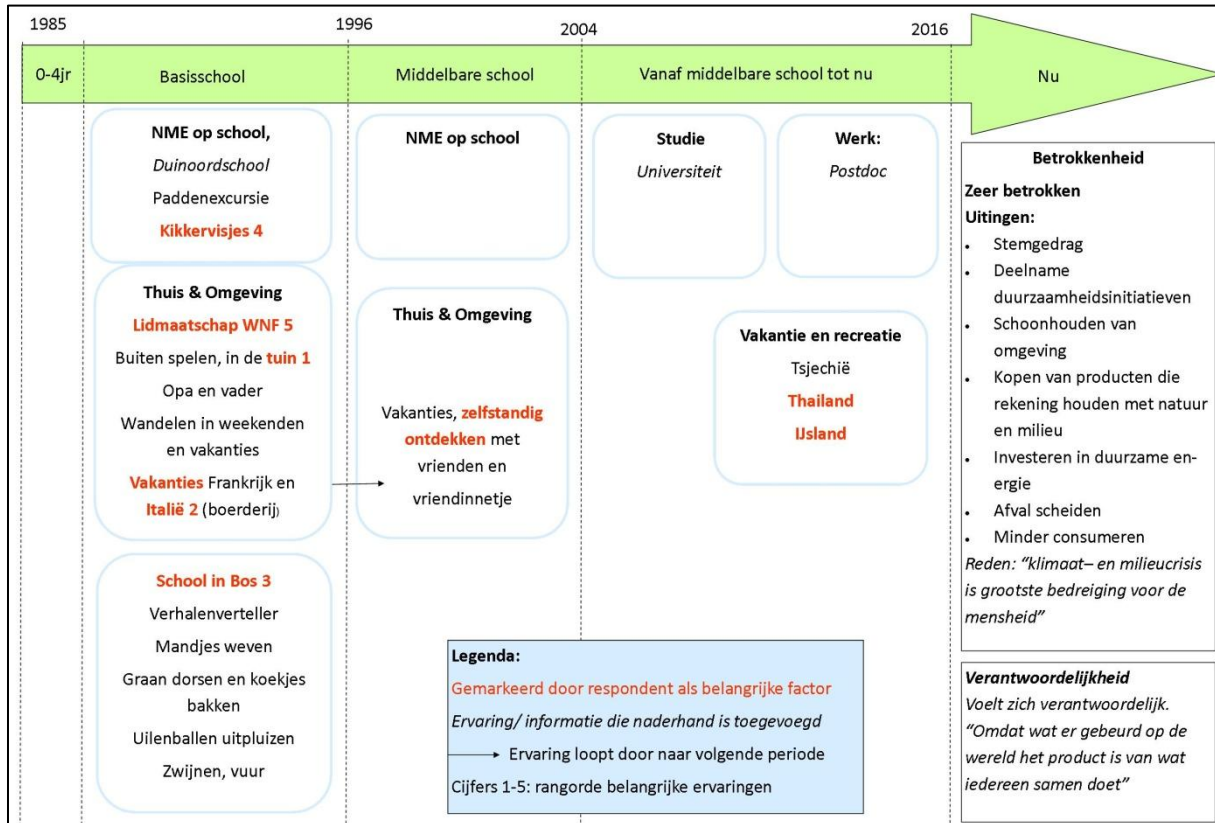 1985
1996
2004
2016
0-4jr
Basisschool
Middelbare school
Vanaf middelbare school tot nu
Nu
NME op school,
Duinoordschool
Paddenexcursie
Kikkervisjes 4
Thuis & Omgeving
Lidmaatschap WNF 5
Buiten spelen, in de tuin 1
Opa en vader
Wandelen in weekenden
en vakanties
Vakanties Frankrijk en
Italië 2 (boerderij)
School in Bos 3
Verhalenverteller
Mandjes weven
Graan dorsen en koekjes
bakken
Uilenballen uitpluizen
Zwijnen, vuur
NME op school
Thuis & Omgeving
Vakanties, zelfstandig
ontdekken met
vrienden en
vriendinnetje
Studie
Universiteit
Werk:
Postdoc
Vakantie en recreatie
Tsjechië
Thailand
IJsland
Legenda:
Gemarkeerd door respondent als belangrijke factor
Ervaring/ informatie die naderhand is toegevoegd
Ervaring loopt door naar volgende periode
Cijfers 1-5: rangorde belangrijke ervaringen
Betrokkenheid
Zeer betrokken
Uitingen:
• Stemgedrag
• Deelname
duurzaamheidsinitiatieven
• Schoonhouden van
omgeving
• Kopen van producten die
rekening houden met natuur
en milieu
• Investeren in duurzame en-
ergie
• Afval scheiden
• Minder consumeren
Reden: “klimaat– en milieucrisis
is grootste bedreiging voor de
mensheid”
Verantwoordelijkheid
Voelt zich verantwoordelijk.
“Omdat wat er gebeurd op de
wereld het product is van wat
iedereen samen doet”